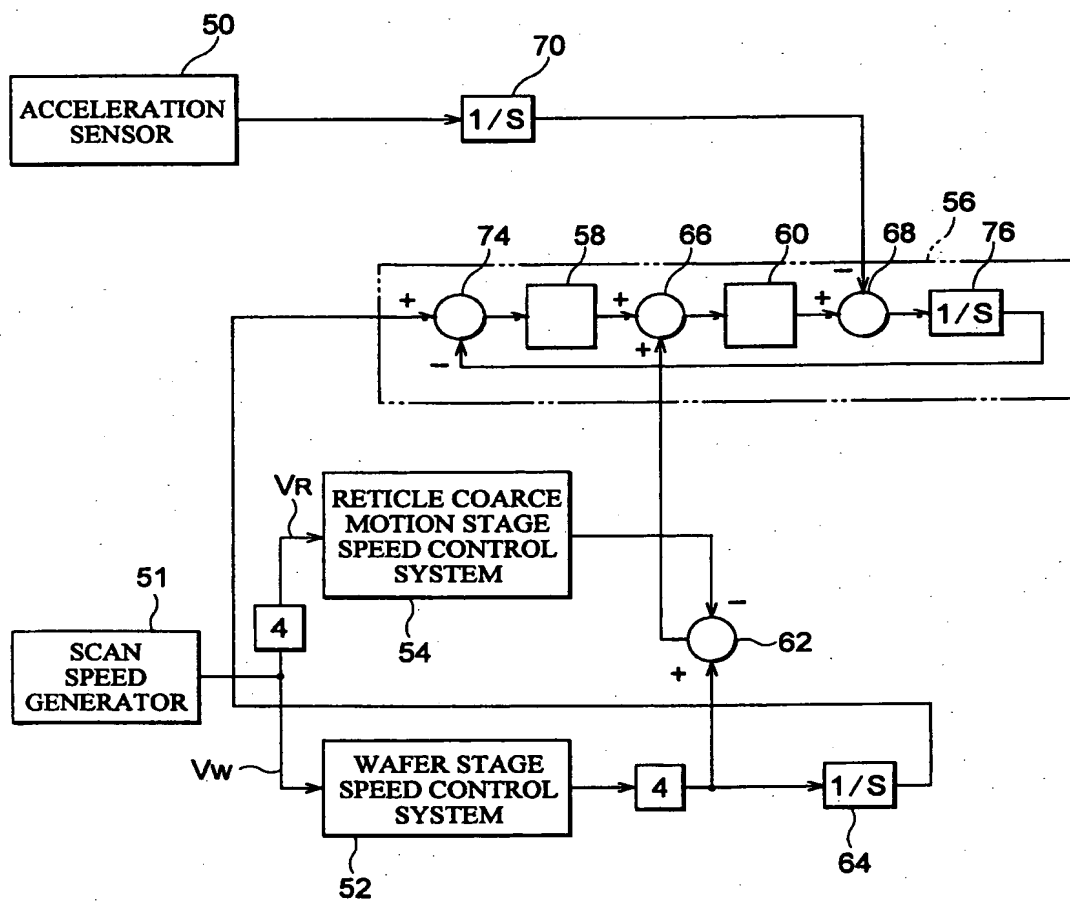 50
70
ACCELERATION
SENSOR
1/S
56
74
58
66
60
68
76
+
+
+
−
1/S
−
+
VR
RETICLE COARCE
MOTION STAGE
SPEED CONTROL
SYSTEM
51
4
54
−
62
SCAN
SPEED
GENERATOR
+
VW
WAFER STAGE
SPEED CONTROL
SYSTEM
4
1/S
52
64